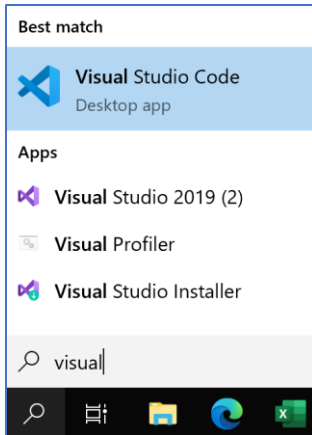 Best match
Visual Studio Code
Desktop app
Apps
Visual Studio 2019 (2)
Visual Profiler
Visual Studio Installer
visual